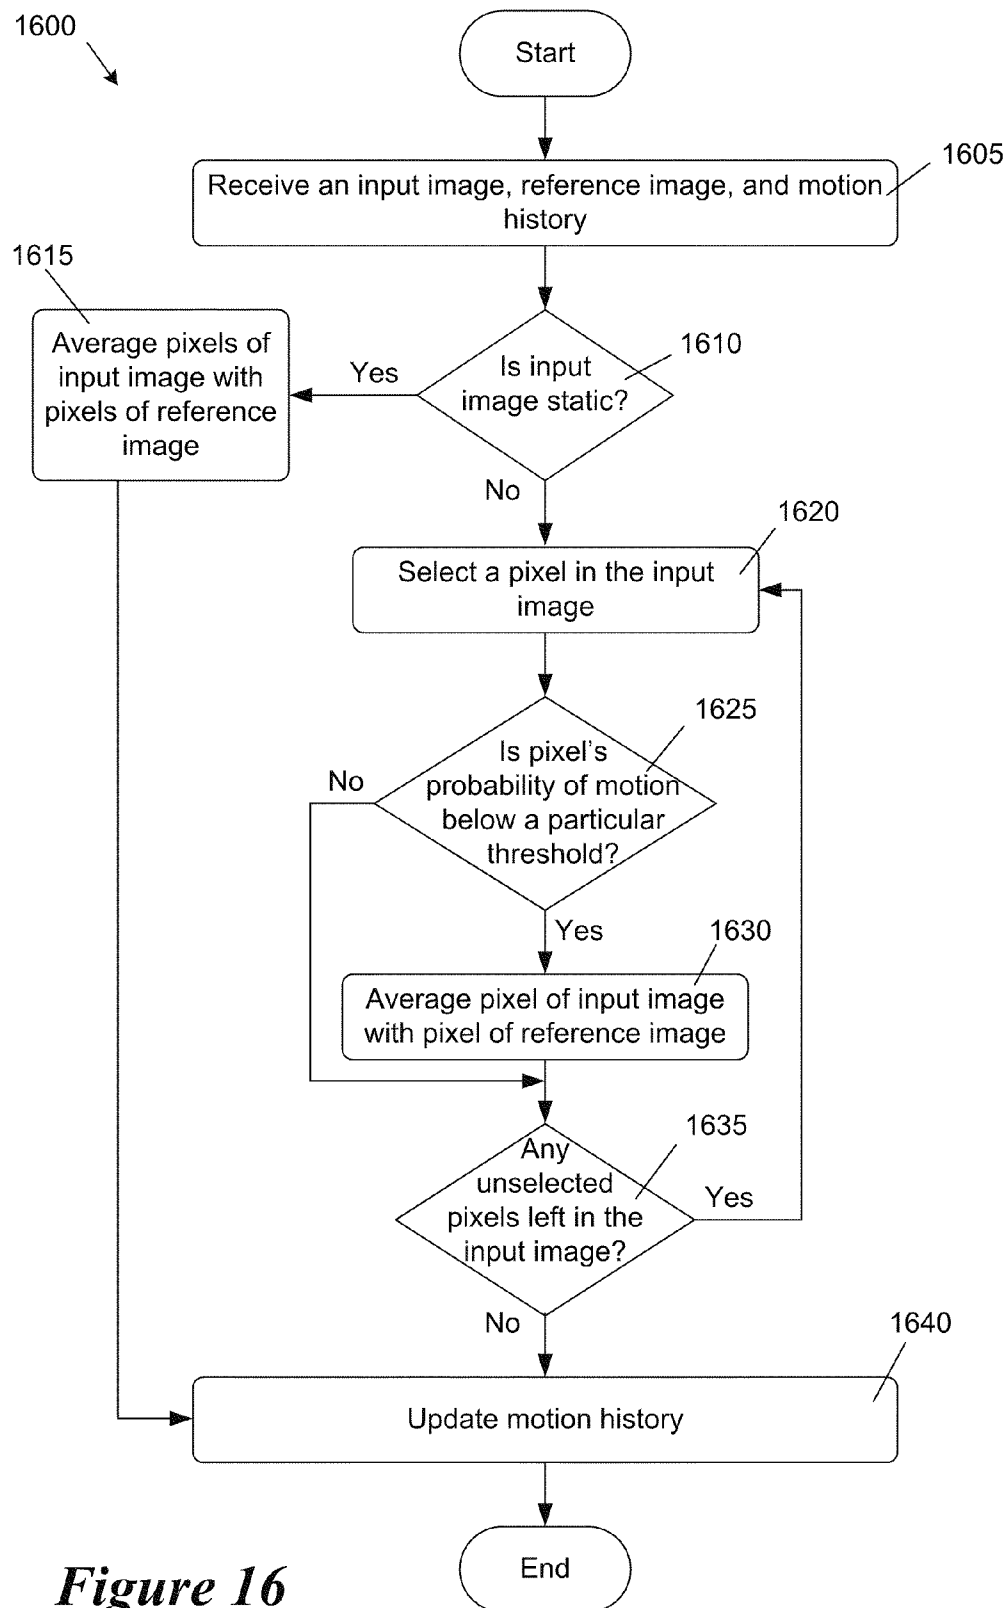 1600
Start
1605
Receive an input image, reference image, and motion
history
1615
Average pixels of
input image with
pixels of reference
image
Yes
1610
Is input
image static?
No
1620
Select a pixel in the input
image
1625
Is pixel's
probability of motion
below a particular
threshold?
No
Yes
1630
Average pixel of input image
with pixel of reference image
1635
Any
unselected
pixels left in the
input image?
Yes
No
1640
Update motion history
End
Figure 16